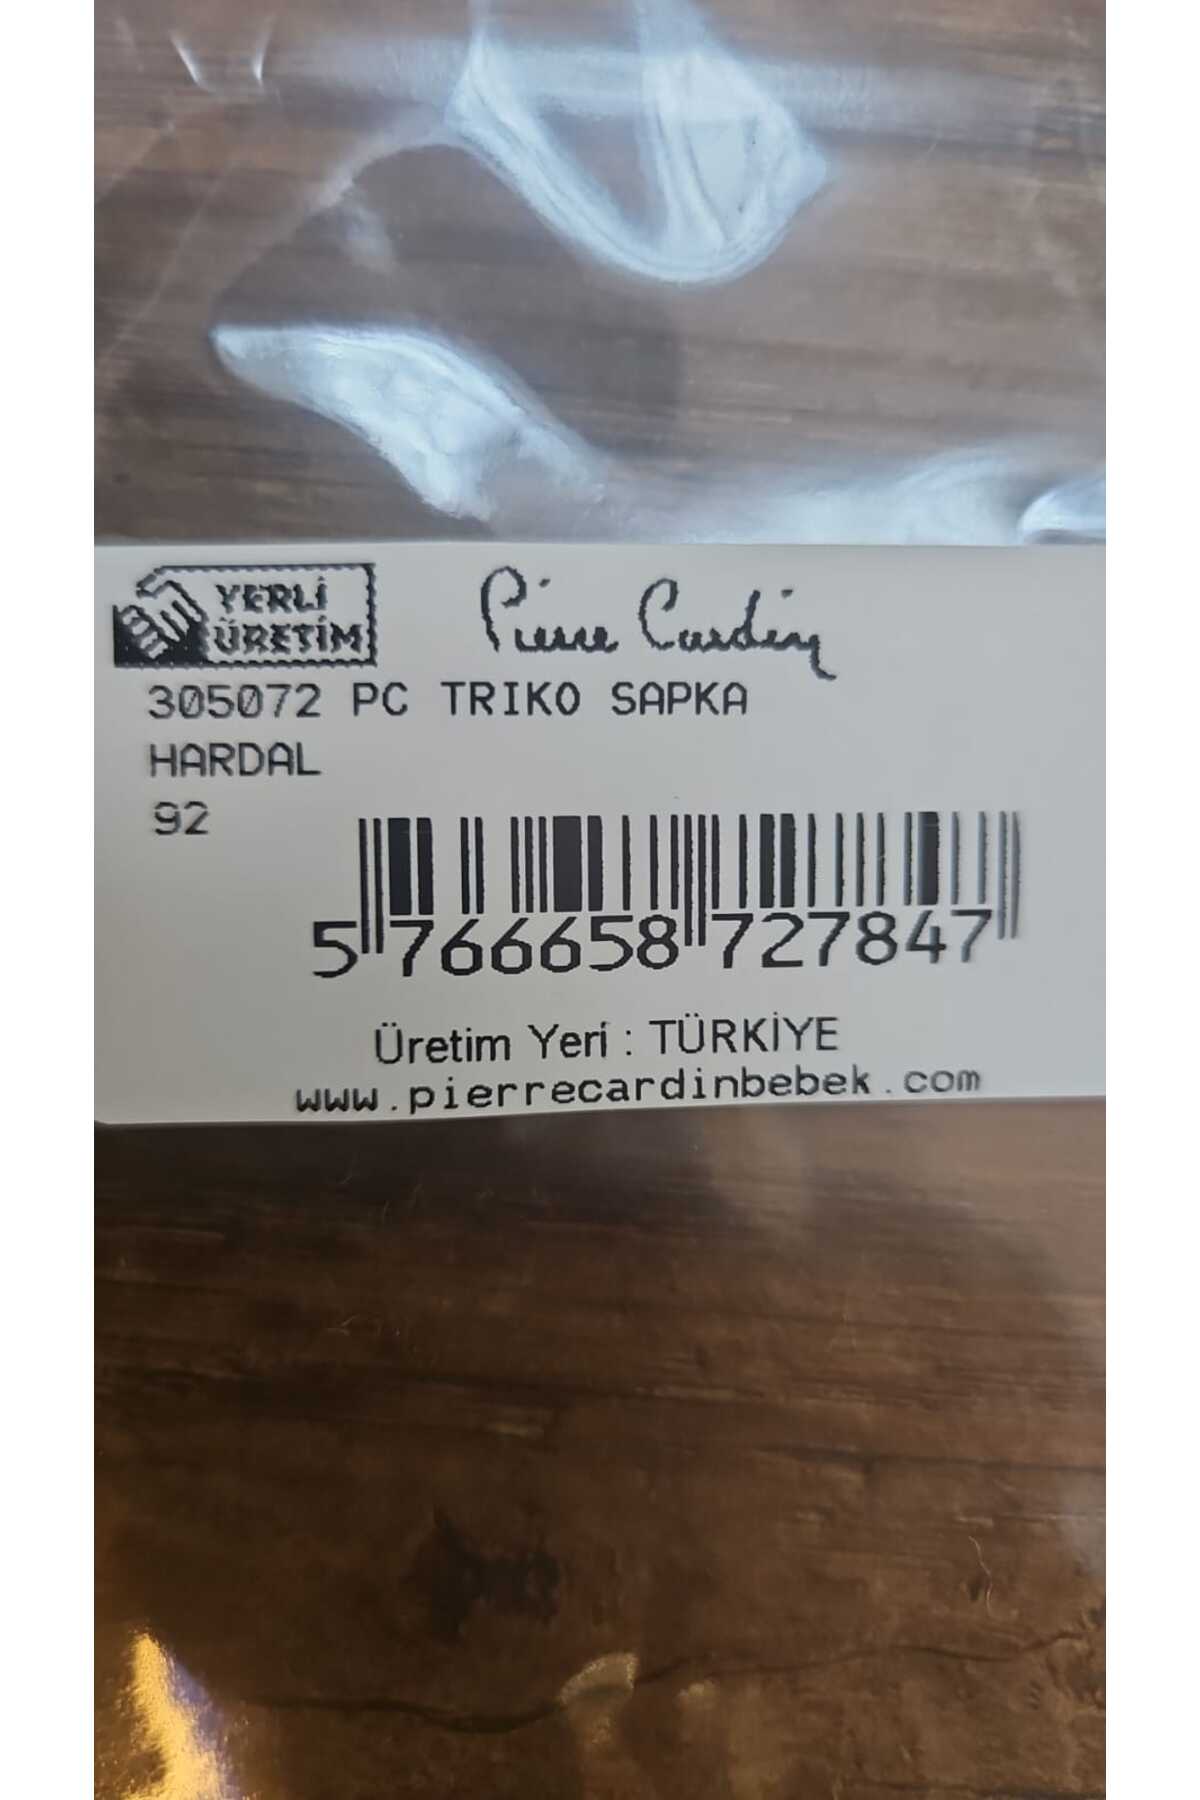 YERLİ
ÜRETİM
Pierre Cardin
305072 PC TRIKO SAPKA
HARDAL
92
5 766658 727847
Üretim Yeri : TÜRKİYE
www.pierrecardinbebek.com